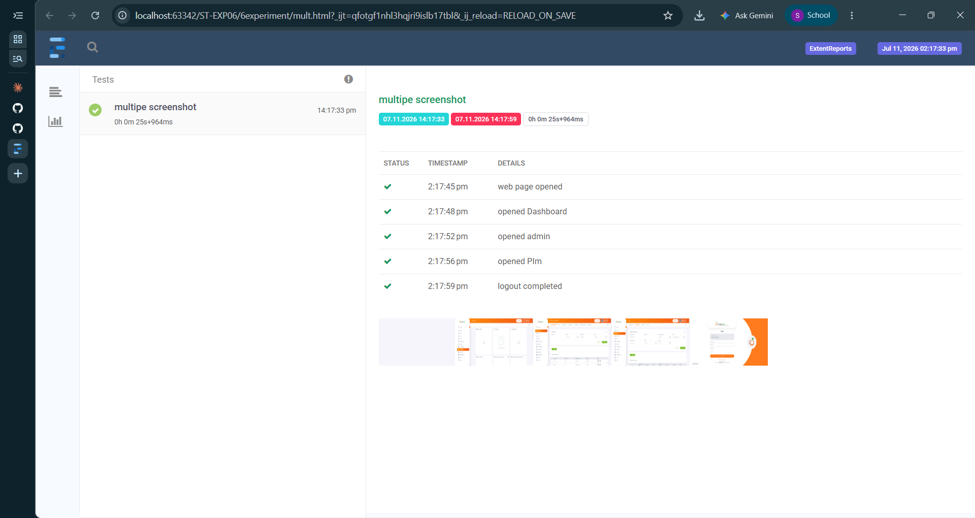 localhost:63342/ST-EXP06/6experiment/mult.html?_ijt=qfotgf1nhl3hqjri9islb17tbl&_ij_reload=RELOAD_ON_SAVE
Ask Gemini
S School
ExtentReports
Jul 11, 2026 02:17:33 pm
Tests
multipe screenshot
14:17:33 pm
0h 0m 25s+964ms
multipe screenshot
07.11.2026 14:17:33 07.11.2026 14:17:59 0h 0m 25s+964ms
STATUS TIMESTAMP DETAILS
2:17:45 pm web page opened
2:17:48 pm opened Dashboard
2:17:52 pm opened admin
2:17:56 pm opened PIm
2:17:59 pm logout completed